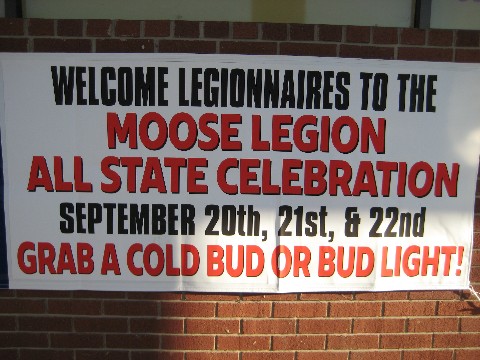 WELCOME LEGIONNAIRES TO THE
MOOSE LEGION
ALL STATE CELEBRATION
SEPTEMBER 20th, 21st, & 22nd
GRAB A COLD BUD OR BUD LIGHT!